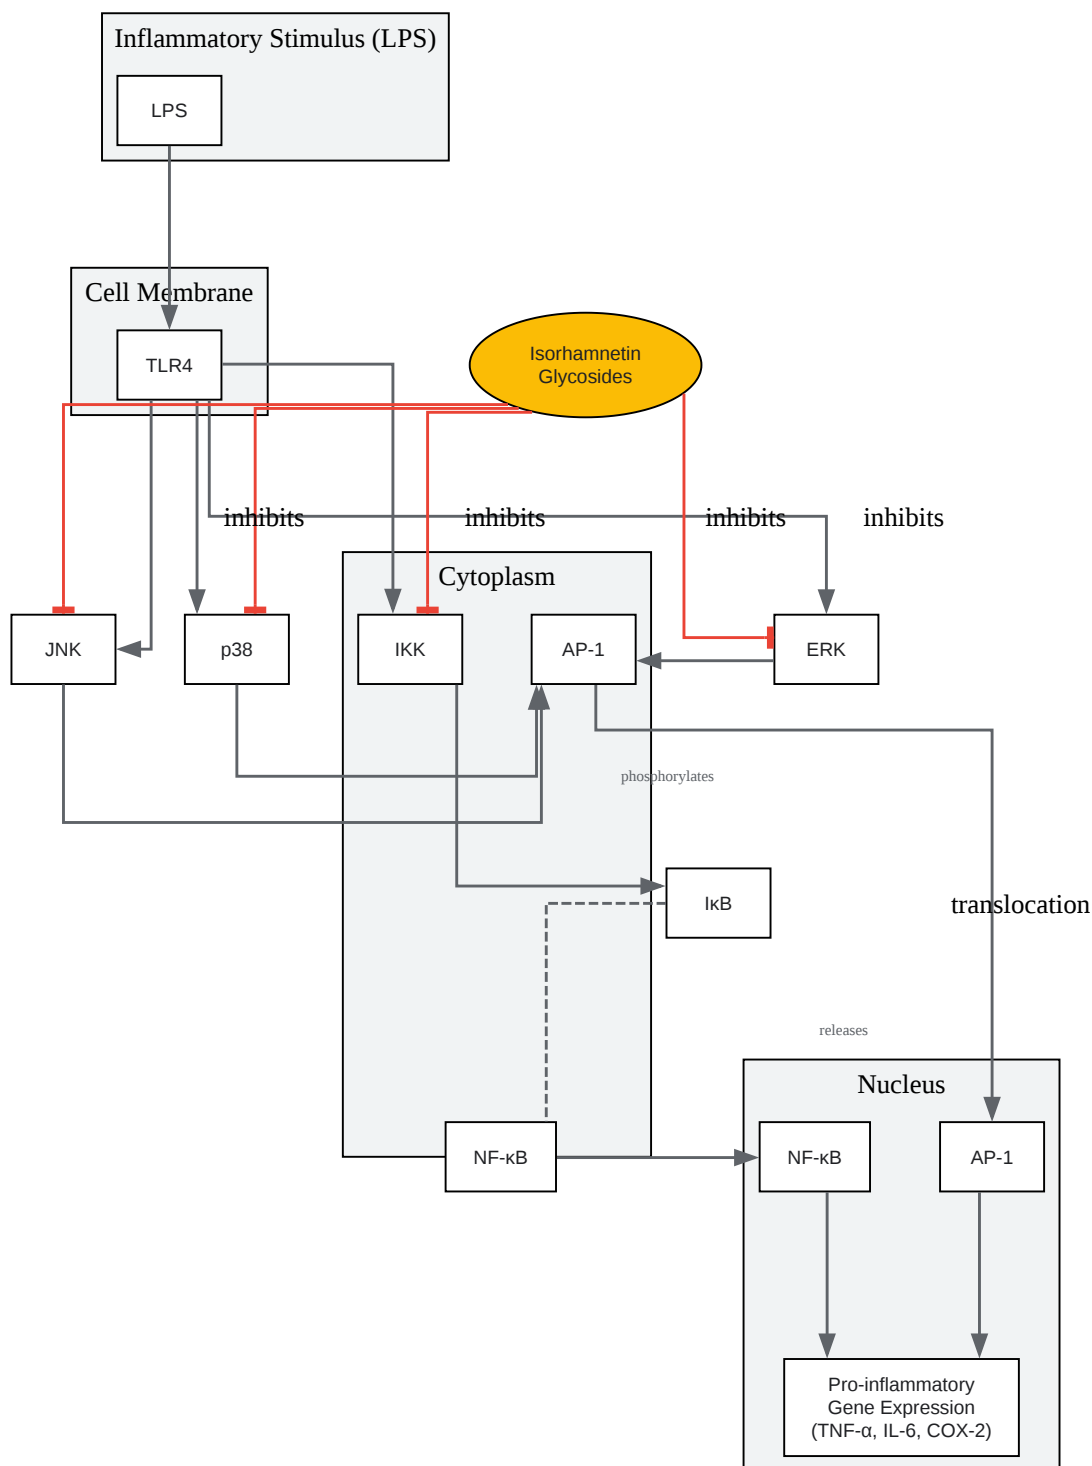 Inflammatory Stimulus (LPS)
LPS
Cell Membrane
TLR4
Isorhamnetin
Glycosides
inhibits
inhibits
inhibits
inhibits
Cytoplasm
JNK
p38
IKK
AP-1
ERK
phosphorylates
IκB
translocation
releases
Nucleus
NF-κB
NF-κB
AP-1
Pro-inflammatory
Gene Expression
(TNF-α, IL-6, COX-2)